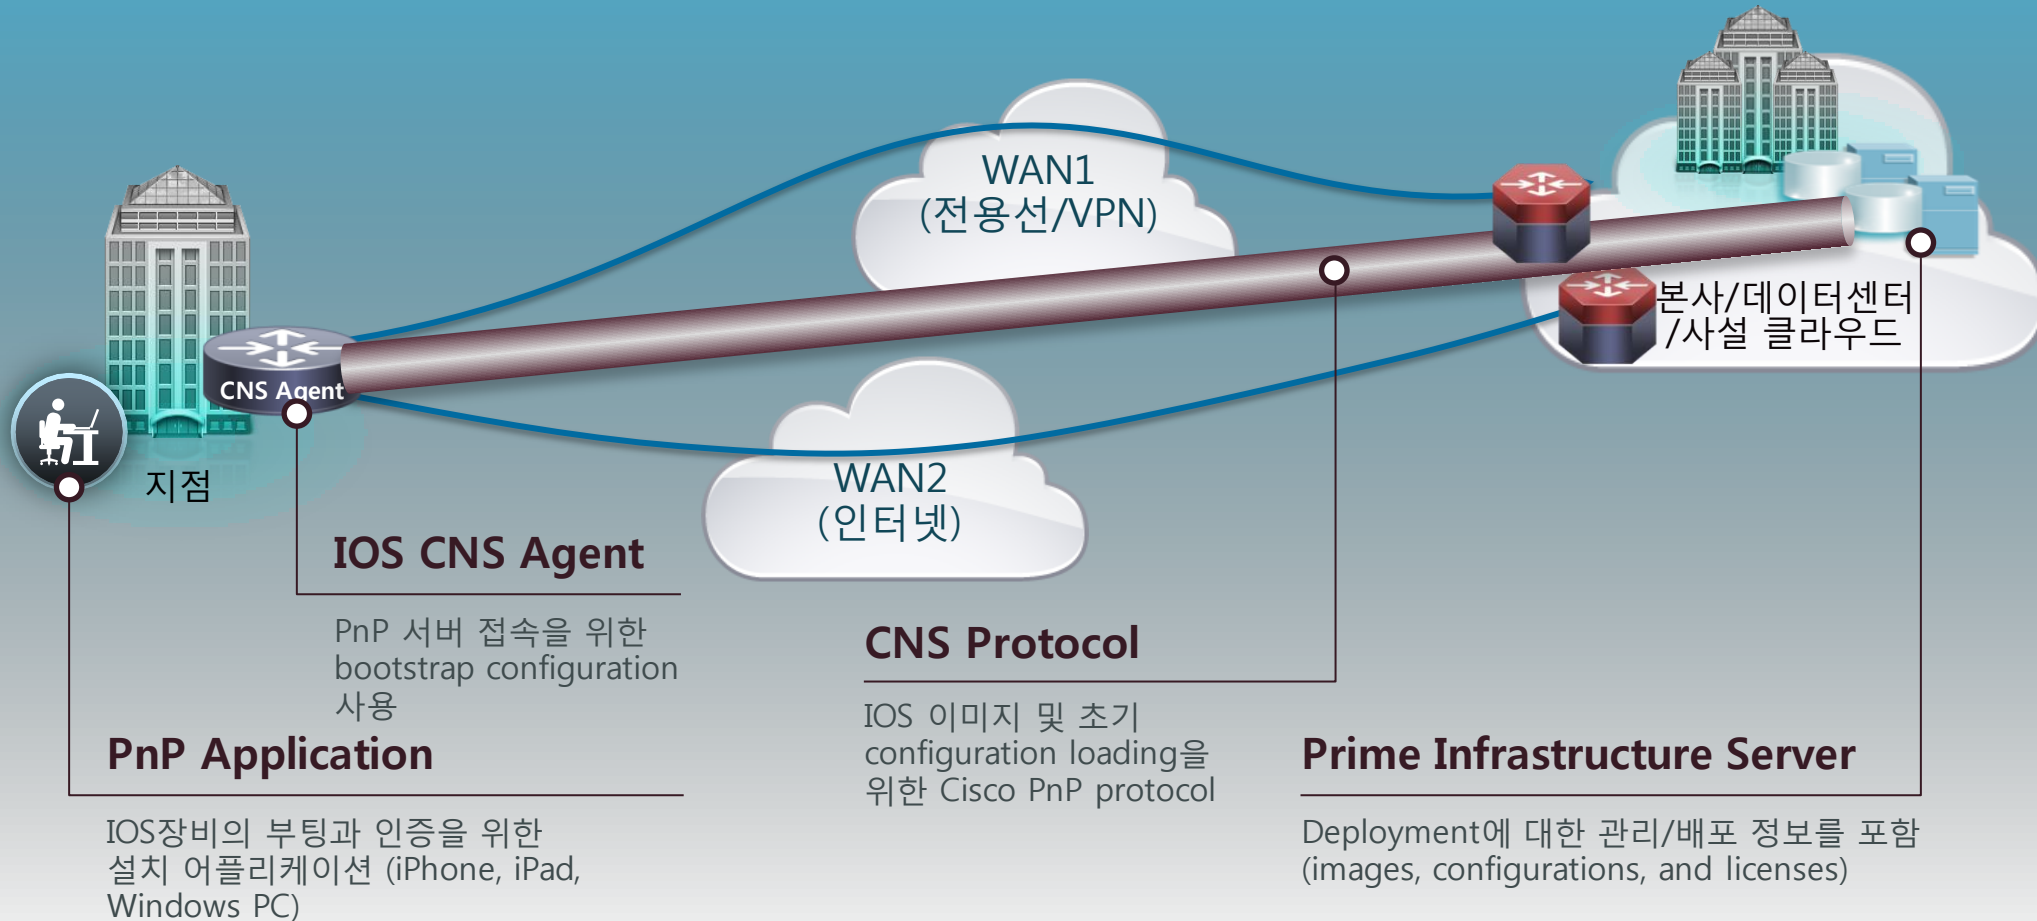 WAN1
(전용선/VPN)
본사/데이터센터
/사설 클라우드
CNS Agent
지점
WAN2
(인터넷)
IOS CNS Agent
PnP 서버 접속을 위한
bootstrap configuration
사용
CNS Protocol
IOS 이미지 및 초기
configuration loading을
위한 Cisco PnP protocol
PnP Application
IOS장비의 부팅과 인증을 위한
설치 어플리케이션 (iPhone, iPad,
Windows PC)
Prime Infrastructure Server
Deployment에 대한 관리/배포 정보를 포함
(images, configurations, and licenses)